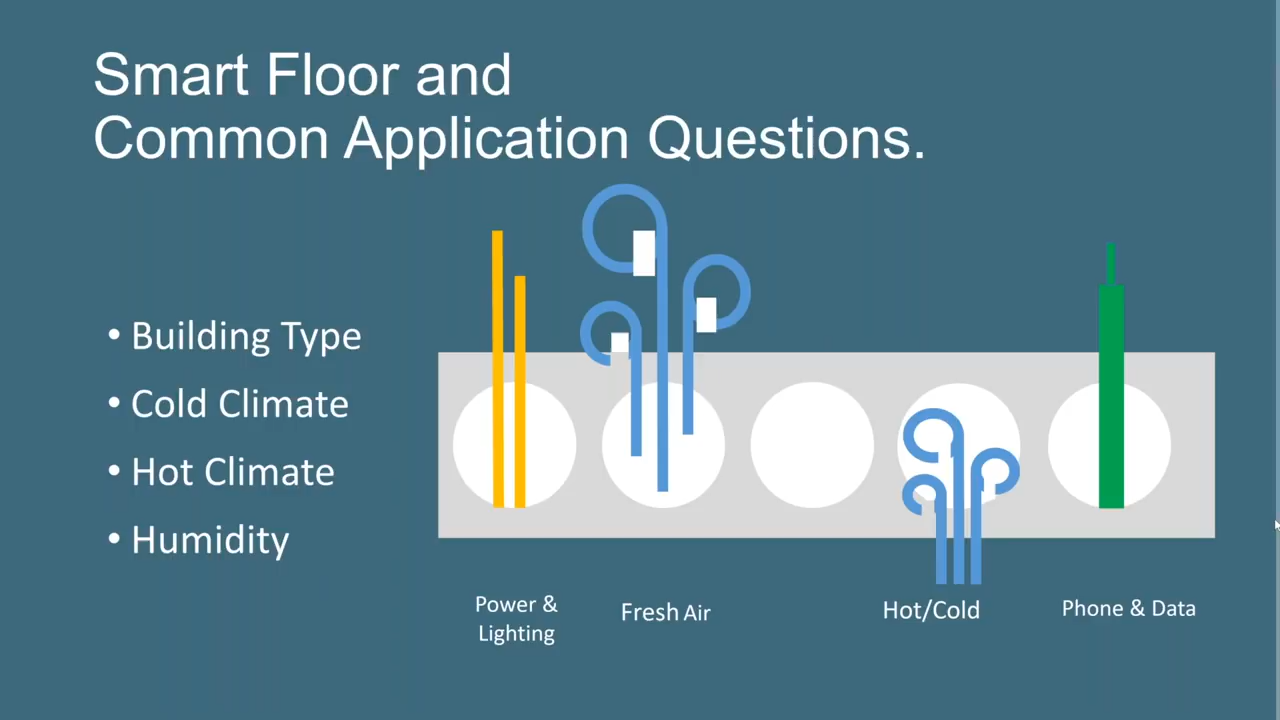 Smart Floor and
Common Application Questions.
• Building Type
• Cold Climate
• Hot Climate
• Humidity
Power &
Lighting
Fresh Air
Hot/Cold
Phone & Data